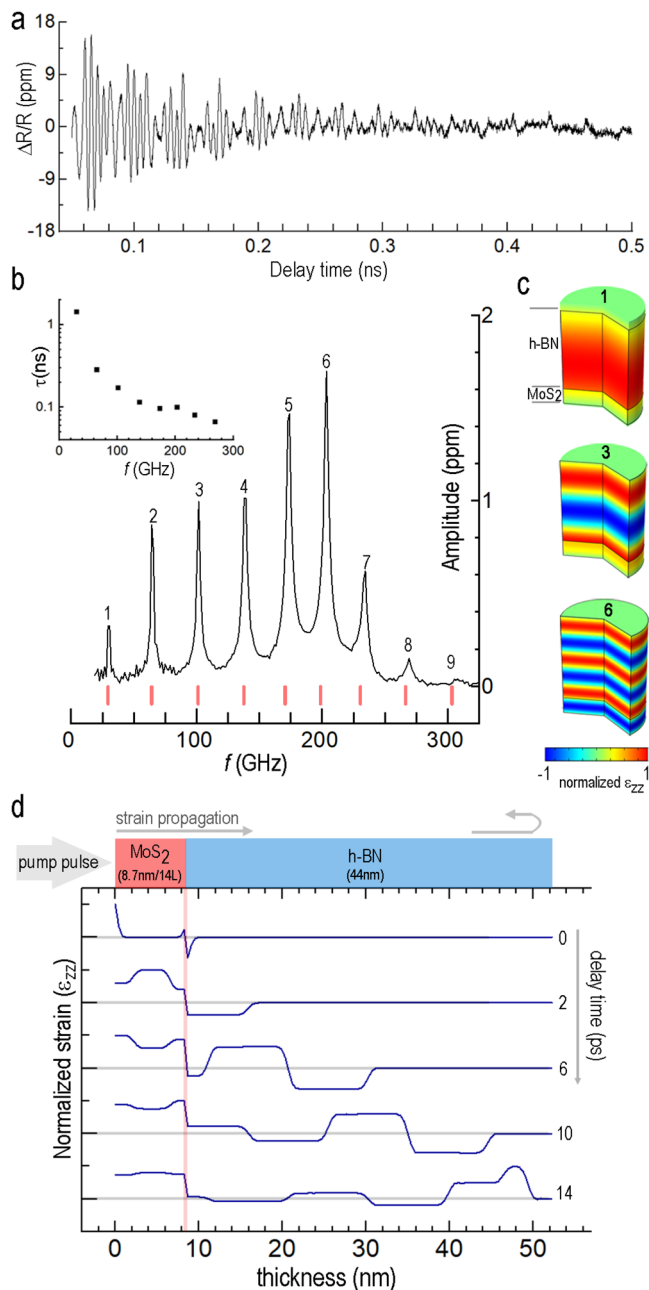 a
18
9
0
-9
-18
ΔR/R (ppm)
0.1
0.2
0.3
0.4
0.5
Delay time (ns)
b
c
1
0.1
τ(ns)
0
100
200
300
f (GHz)
1
2
3
4
5
6
7
8
9
2
1
0
Amplitude (ppm)
0
100
150
200
250
300
f (GHz)
1
h-BN
MoS2
3
6
-1
1
normalized εzz
d
strain propagation
pump pulse
MoS2
(8.7nm/14L)
h-BN
(44nm)
Normalized strain (εzz)
0
2
6
10
14
delay time (ps)
0
10
20
30
40
50
thickness (nm)